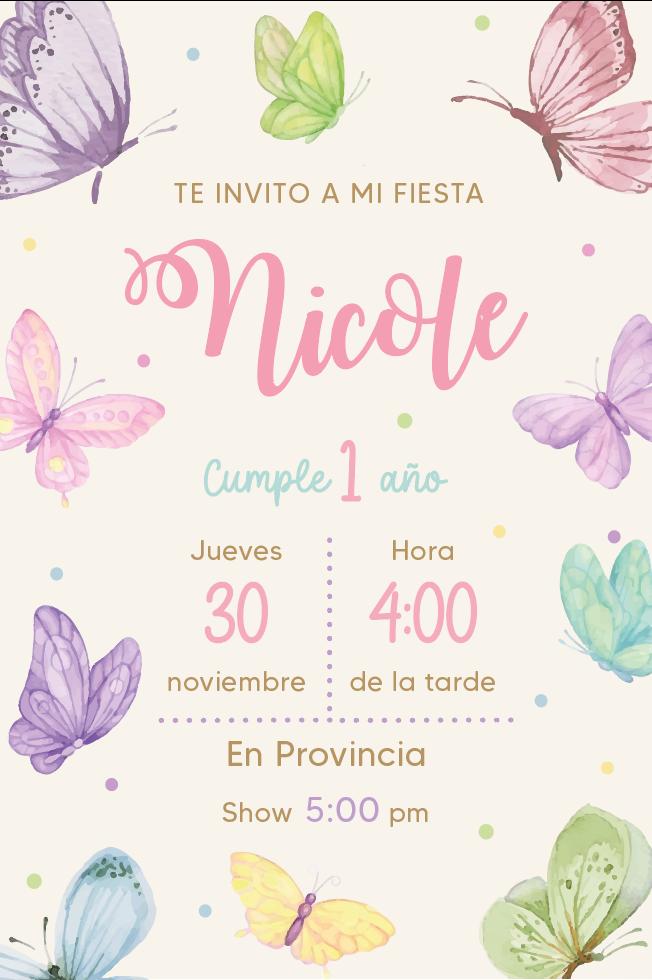 TE INVITO A MI FIESTA
Nicole
Cumple 1 año
Jueves
30
noviembre
Hora
4:00
de la tarde
En Provincia
Show 5:00 pm